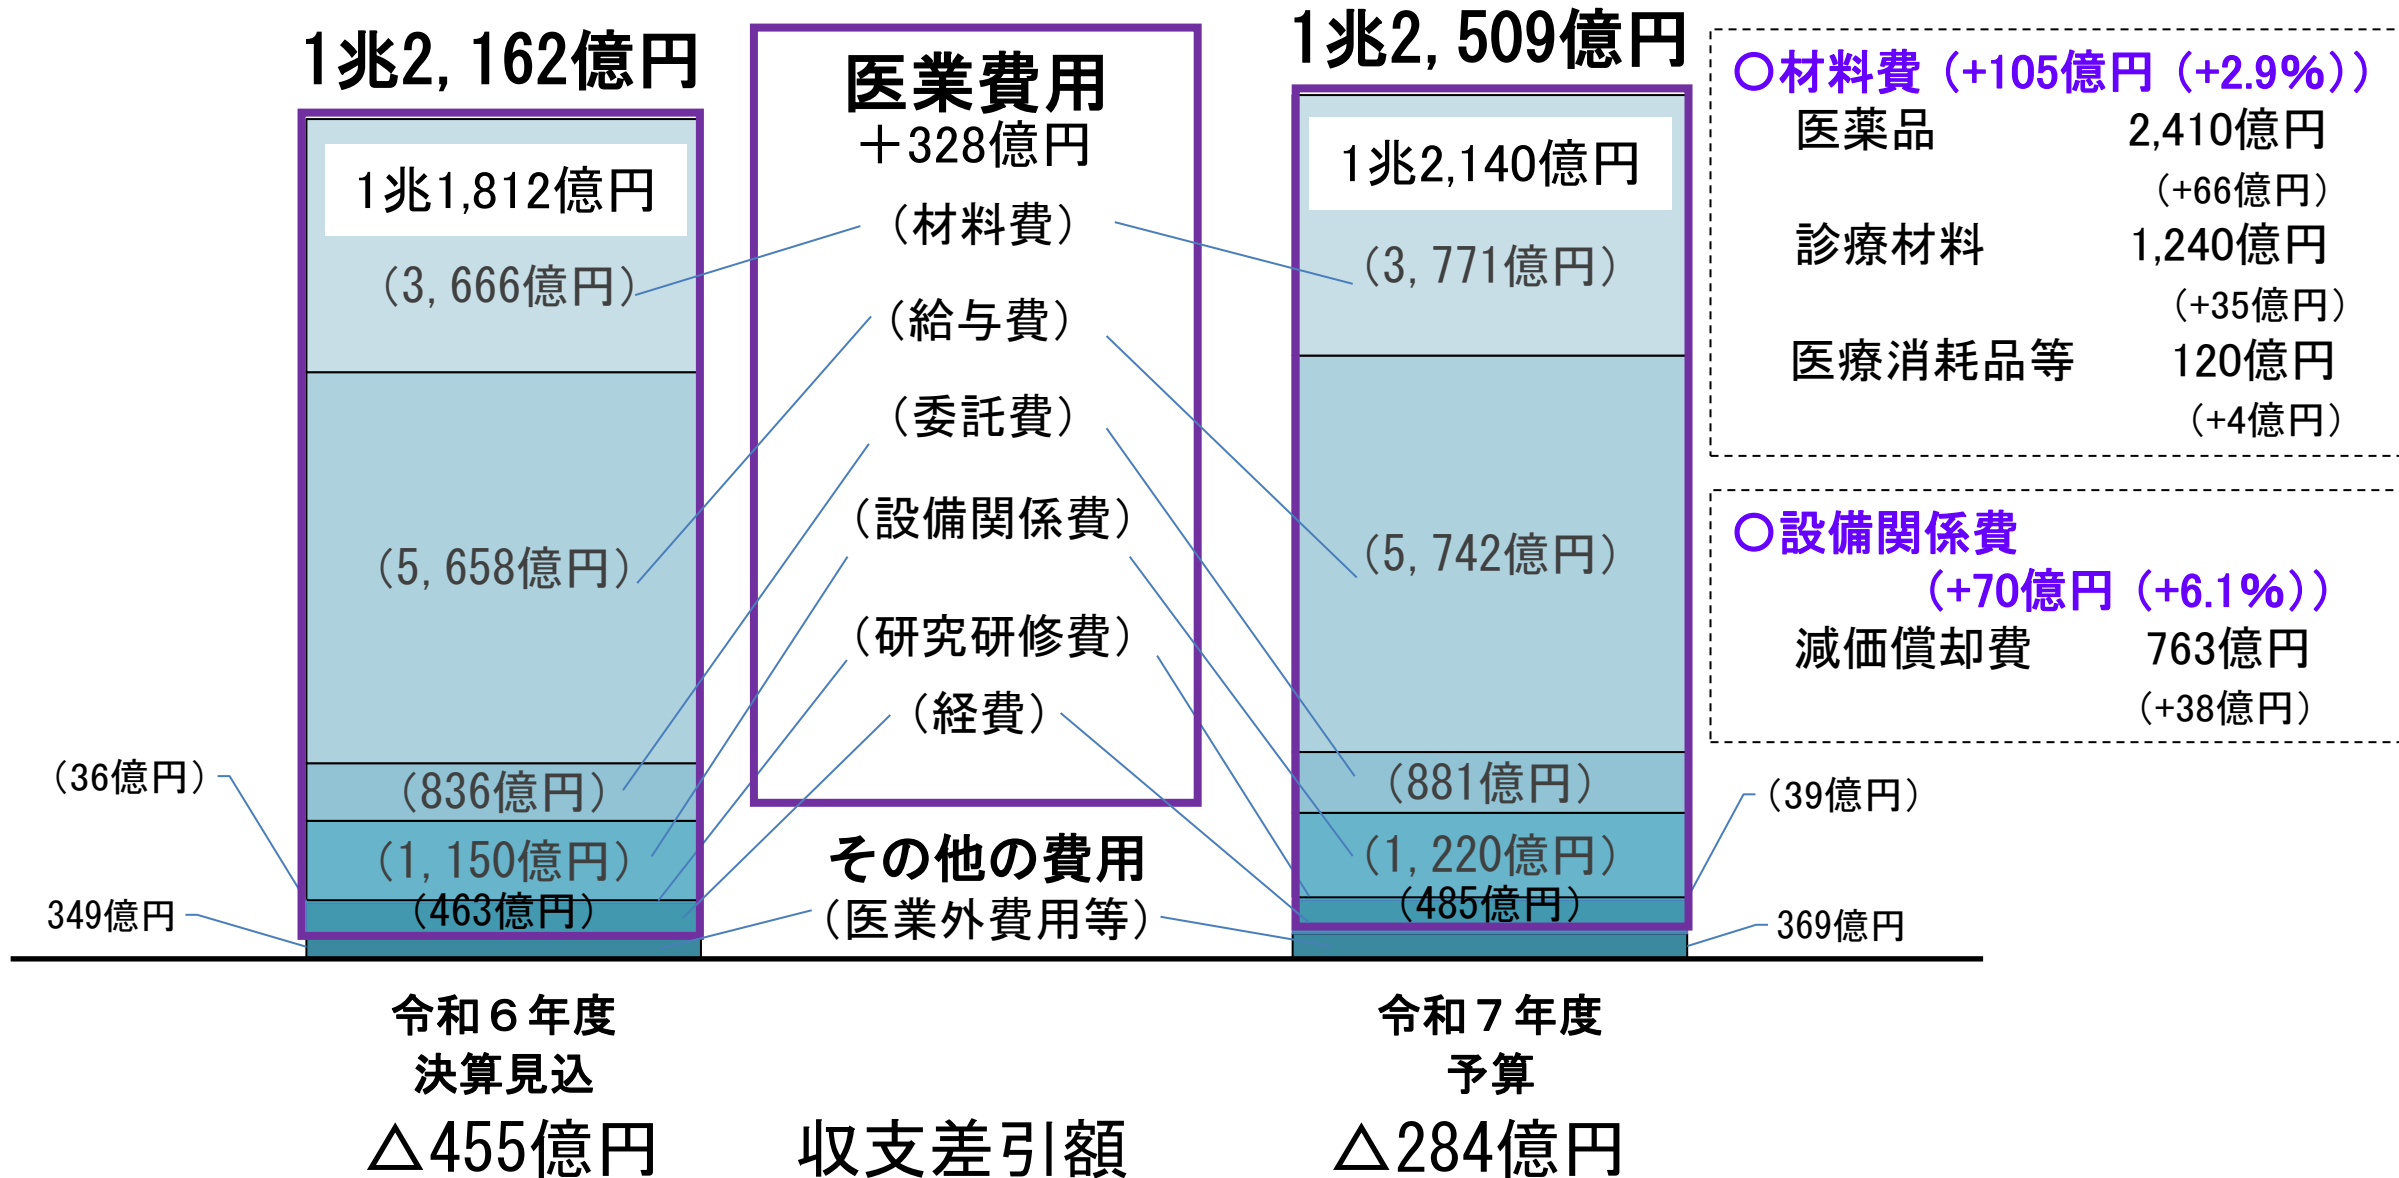 1兆2,162億円
1兆1,812億円
(3,666億円)
(5,658億円)
(836億円)
(1,150億円)
(463億円)
(36億円)
349億円
医業費用
＋328億円
（材料費）
（給与費）
（委託費）
（設備関係費）
（研究研修費）
（経費）
その他の費用
（医業外費用等）
1兆2,509億円
1兆2,140億円
(3,771億円)
(5,742億円)
(881億円)
(1,220億円)
(485億円)
(39億円)
369億円
〇材料費（+105億円（+2.9%））
医薬品 2,410億円
（+66億円）
診療材料 1,240億円
（+35億円）
医療消耗品等 120億円
（+4億円）
〇設備関係費
（+70億円（+6.1%））
減価償却費 763億円
（+38億円）
令和６年度
決算見込
令和７年度
予算
△455億円 収支差引額 △284億円